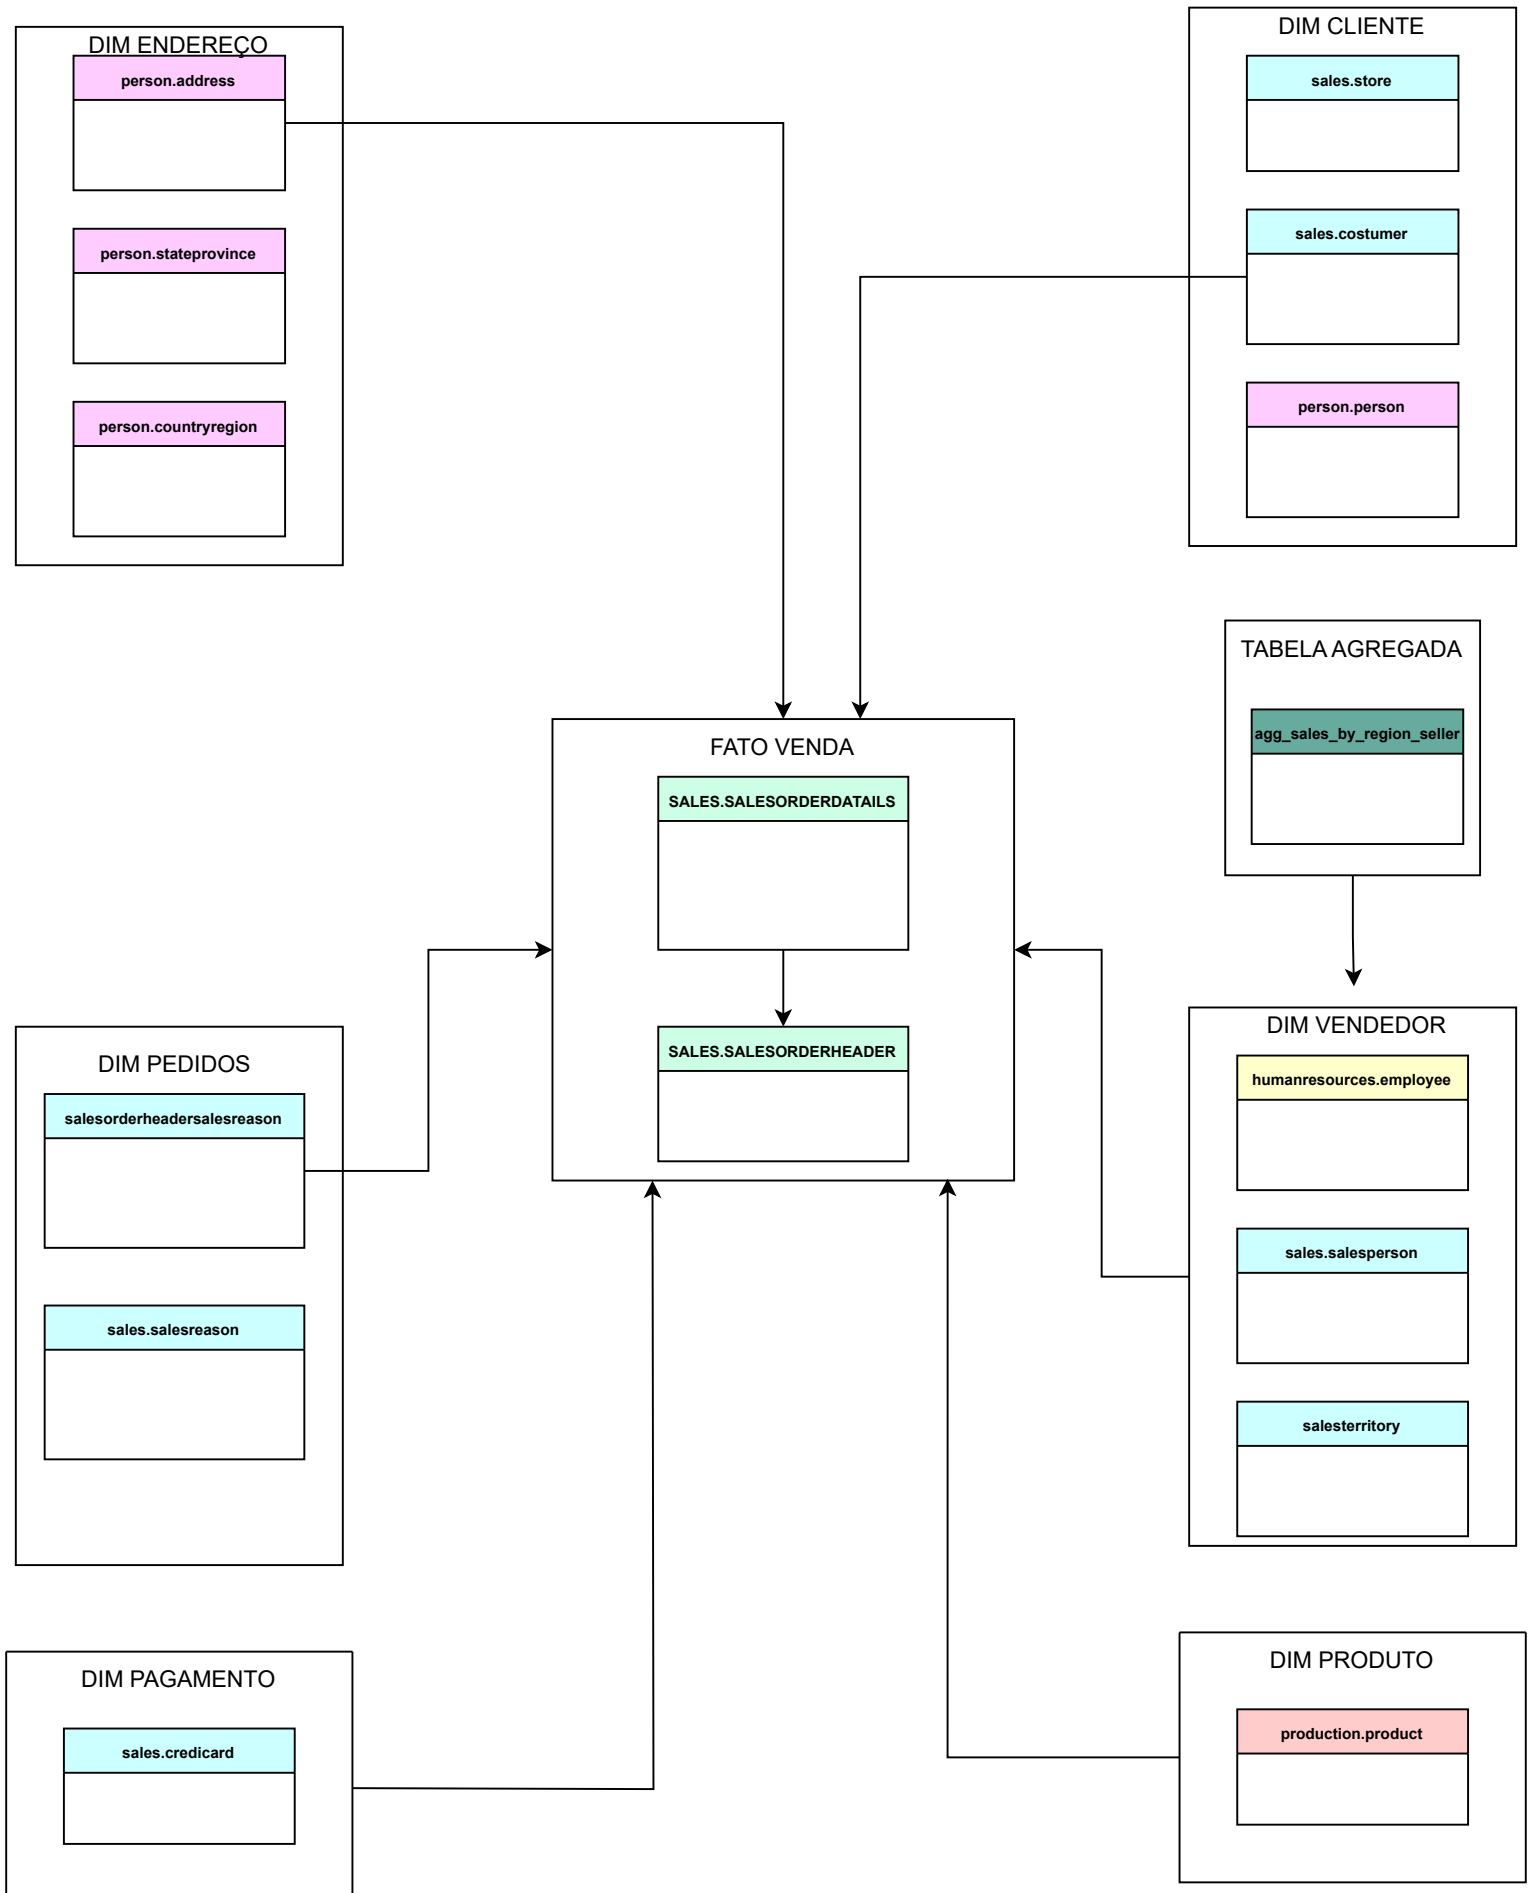 DIM ENDEREÇO
person.address
person.stateprovince
person.countryregion
DIM CLIENTE
sales.store
sales.costumer
person.person
TABELA AGREGADA
agg_sales_by_region_seller
FATO VENDA
SALES.SALESORDERDATAILS
SALES.SALESORDERHEADER
DIM PEDIDOS
salesorderheadersalesreason
sales.salesreason
DIM VENDEDOR
humanresources.employee
sales.salesperson
salesterritory
DIM PAGAMENTO
sales.credicard
DIM PRODUTO
production.product